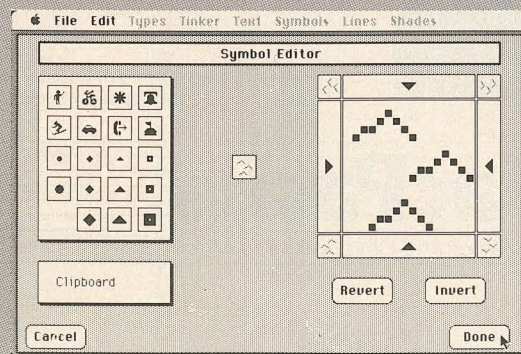 File Edit Types Tinker Text Symbols Lines Shades
Symbol Editor
Clipboard
Revert Invert
Cancel Done